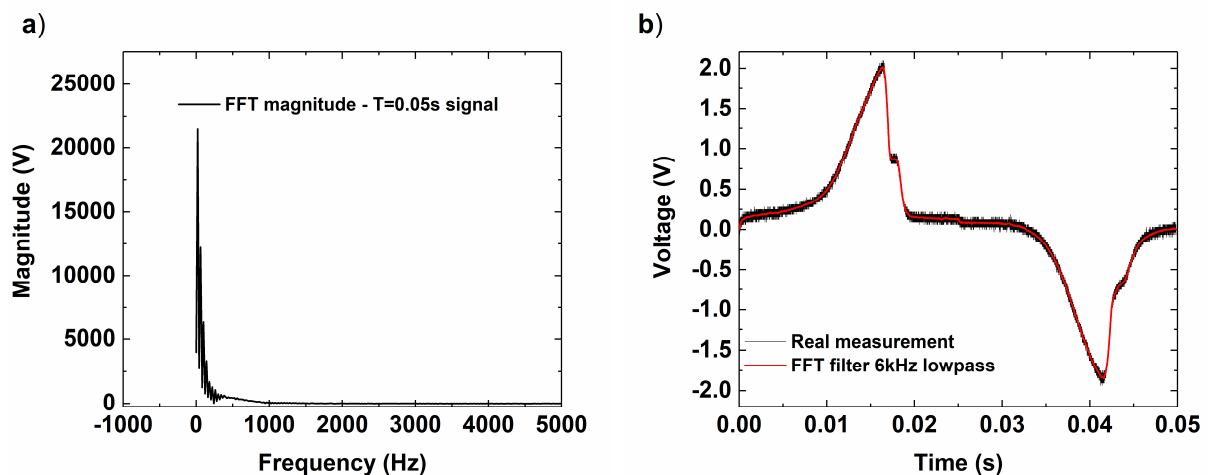 a)
25000
20000
15000
10000
5000
0
Magnitude (V)
FFT magnitude - T=0.05s signal
-1000 0 1000 2000 3000 4000 5000
Frequency (Hz)
b)
2.0
1.5
1.0
0.5
0.0
-0.5
-1.0
-1.5
-2.0
Voltage (V)
Real measurement
FFT filter 6kHz lowpass
0.00 0.01 0.02 0.03 0.04 0.05
Time (s)